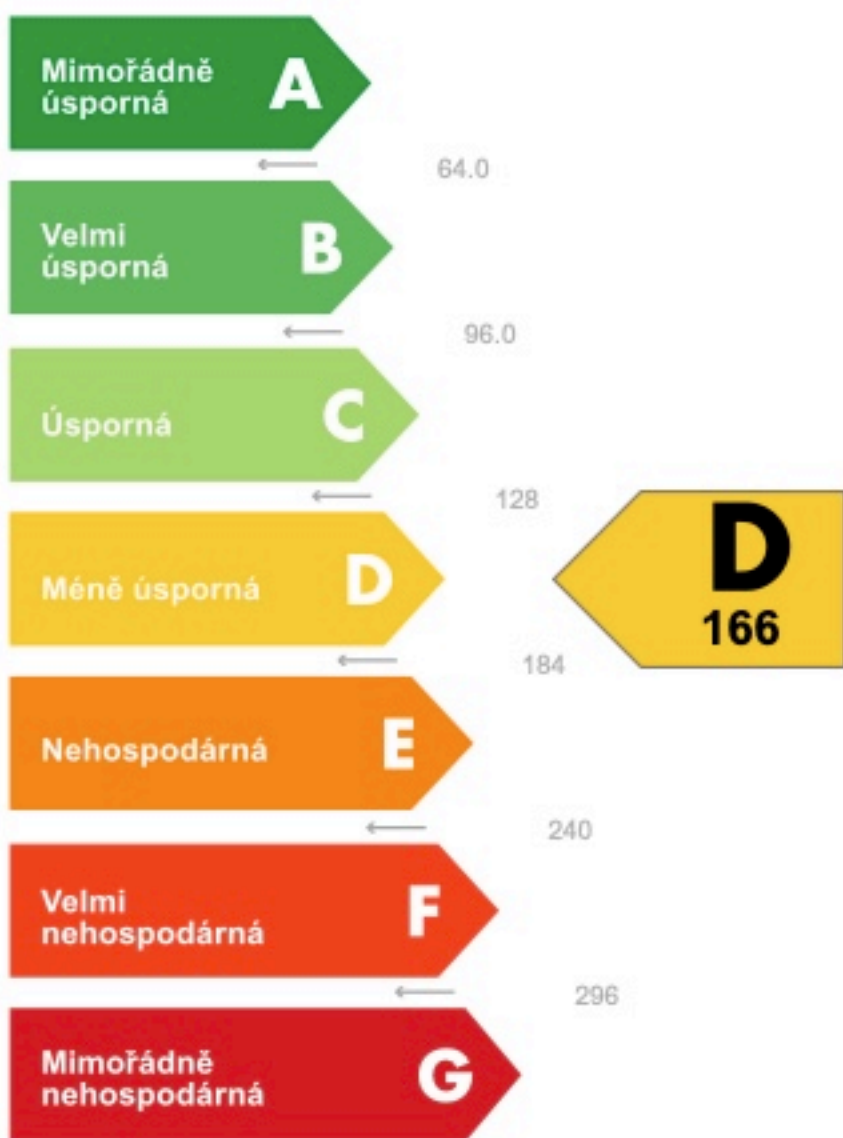 Mimořádně
úsporná
A
64.0
Velmi
úsporná
B
96.0
Úsporná
C
128
Méně úsporná
D
D
166
184
Nehospodárná
E
240
Velmi
nehospodárná
F
296
Mimořádně
nehospodárná
G